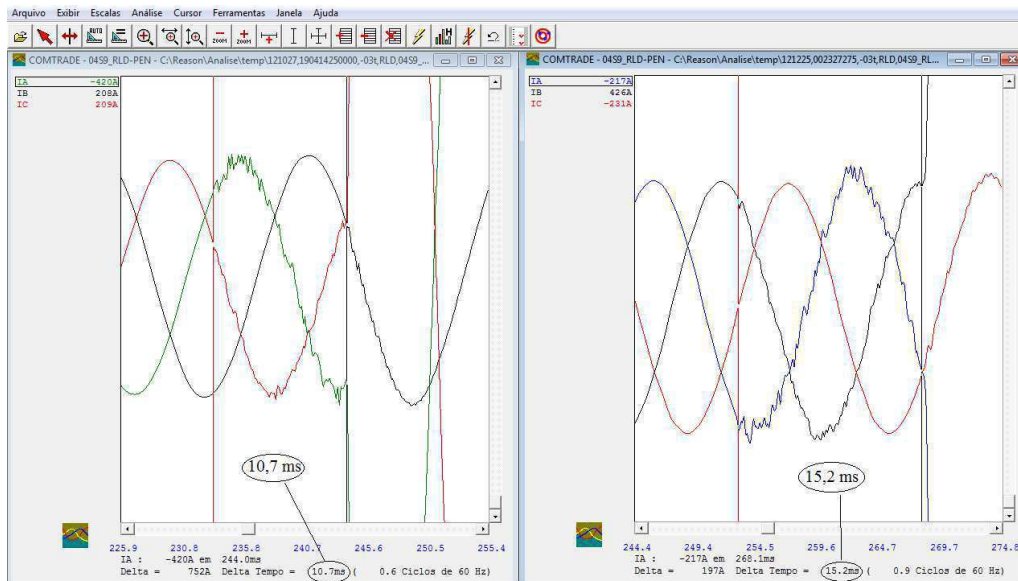 Arquivo Exibir Escalas Análise Cursor Ferramentas Janela Ajuda
AUTO
ZOOM ZOOM
H
COMTRADE - 04S9_RLD-PEN - C:\Reason\Analise\temp\121027,190414250000,-03t,RLD,04S9_...
IA -420A
IB 208A
IC 209A
10,7 ms
225.9 230.8 235.8 240.7 245.6 250.5 255.4
IA : -420A em 244.0ms
Delta = 752A Delta Tempo = 10.7ms ( 0.6 Ciclos de 60 Hz)
COMTRADE - 04S9_RLD-PEN - C:\Reason\Analise\temp\121225,002327275,-03t,RLD,04S9_RL...
IA -217A
IB 426A
IC -231A
15,2 ms
244.4 249.4 254.5 259.6 264.7 269.7 274.8
IA : -217A em 268.1ms
Delta = 197A Delta Tempo = 15.2ms ( 0.9 Ciclos de 60 Hz)